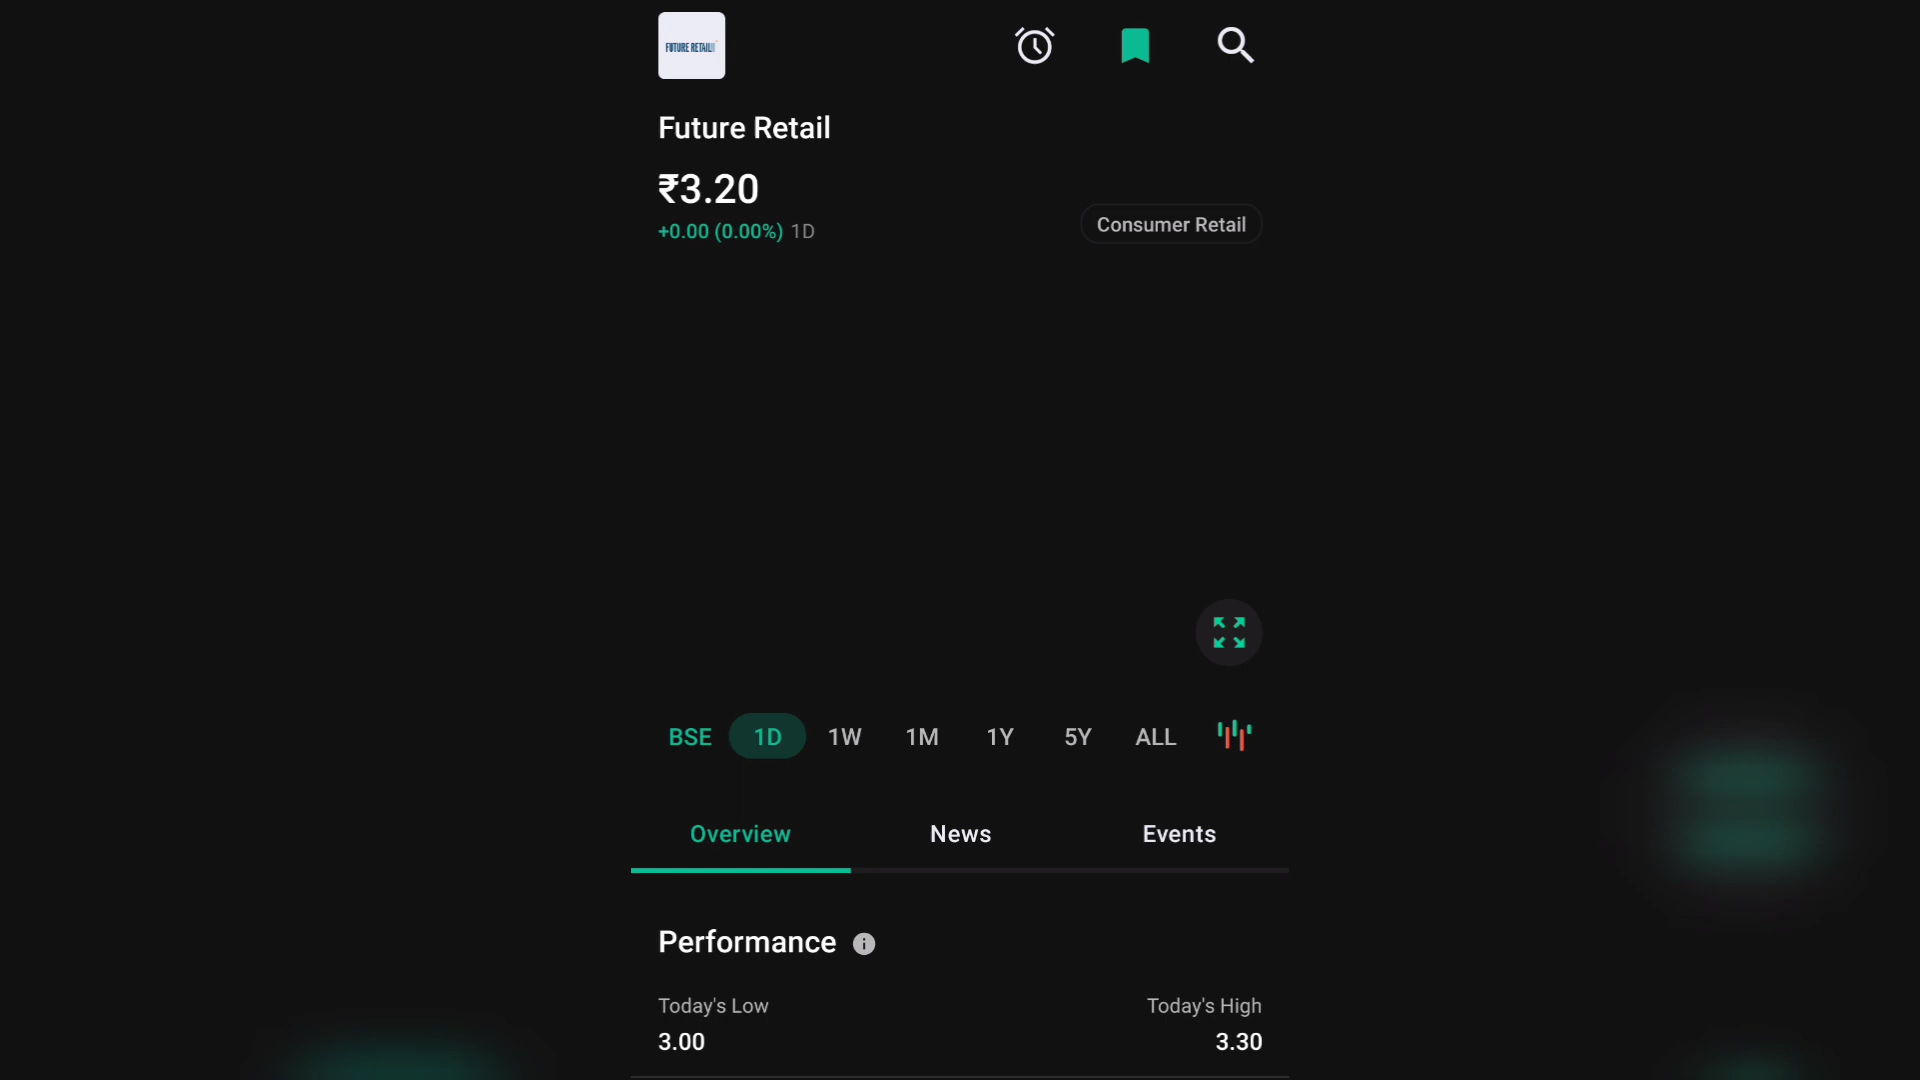 FUTURE RETAIL
Future Retail
₹3.20
+0.00 (0.00%) 1D
Consumer Retail
BSE 1D 1W 1M 1Y 5Y ALL
Overview News Events
Performance
Today's Low Today's High
3.00 3.30